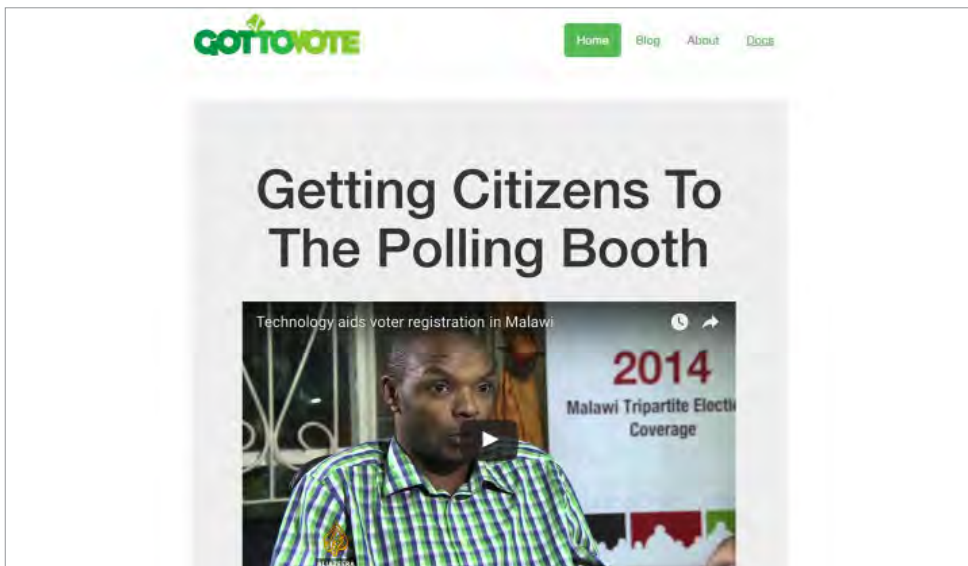 GOTTOVOTE
Home Blog About Docs
Getting Citizens To
The Polling Booth
Technology aids voter registration in Malawi
2014
Malawi Tripartite Electi
Coverage
ALJAZEERA